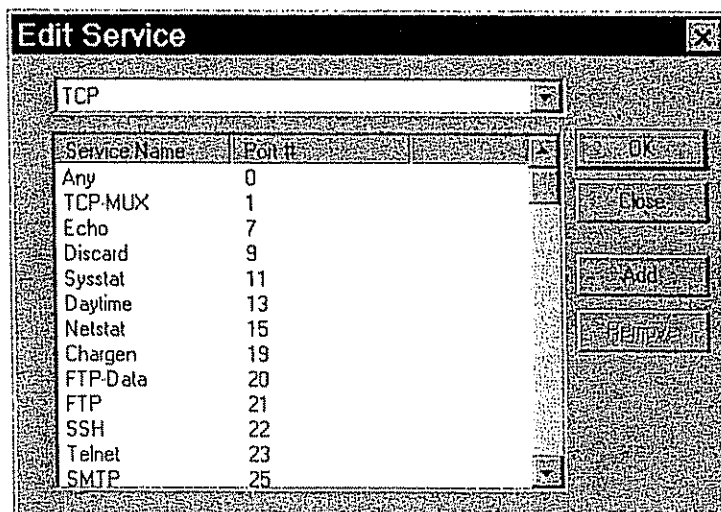 Edit Service
TCP
Service Name Port #
Any 0
TCP-MUX 1
Echo 7
Discard 9
Sysstat 11
Daytime 13
Netstat 15
Chargen 19
FTP-Data 20
FTP 21
SSH 22
Telnet 23
SMTP 25
OK
Close
Add
Remove